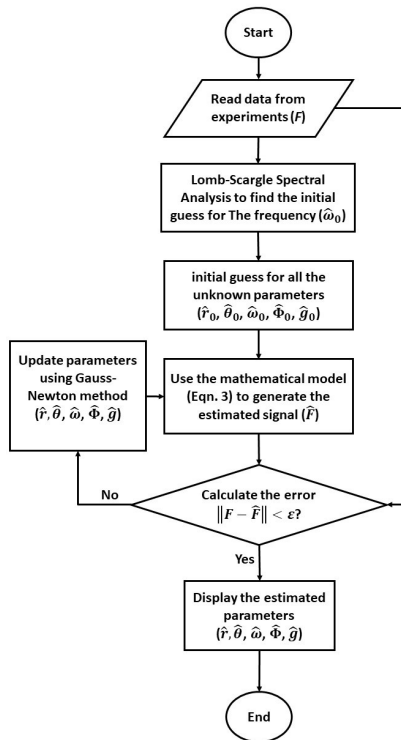 Start
Read data from
experiments (F)
Lomb-Scargle Spectral
Analysis to find the initial
guess for The frequency (ω̂₀)
initial guess for all the
unknown parameters
(r̂₀, θ̂₀, ω̂₀, Φ̂₀, ĝ₀)
Update parameters
using Gauss-
Newton method
(r̂, θ̂, ω̂, Φ̂, ĝ)
Use the mathematical model
(Eqn. 3) to generate the
estimated signal (F̂)
Calculate the error
‖F − F̂‖ < ε?
No
Yes
Display the estimated
parameters
(r̂, θ̂, ω̂, Φ̂, ĝ)
End